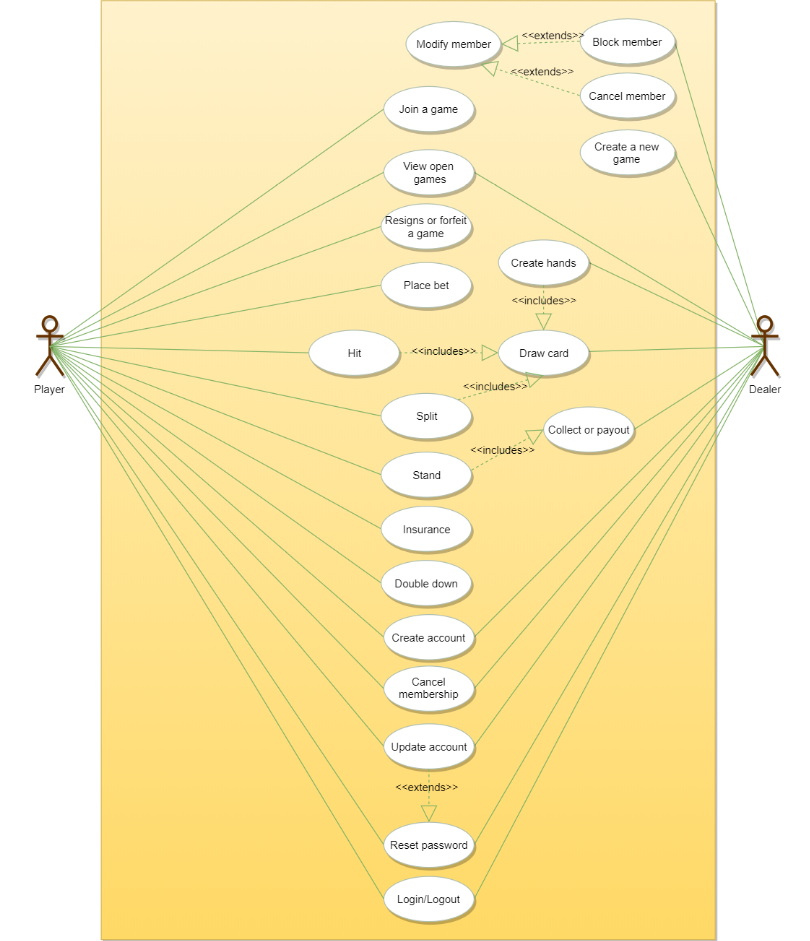 Modify member
<<extends>>
Block member
<<extends>>
Cancel member
Join a game
Create a new
game
View open
games
Resigns or forfeit
a game
Create hands
Place bet
<<includes>>
Hit
<<includes>>
Draw card
Player
Dealer
<<includes>>
Split
Collect or payout
<<includes>>
Stand
Insurance
Double down
Create account
Cancel
membership
Update account
<<extends>>
Reset password
Login/Logout